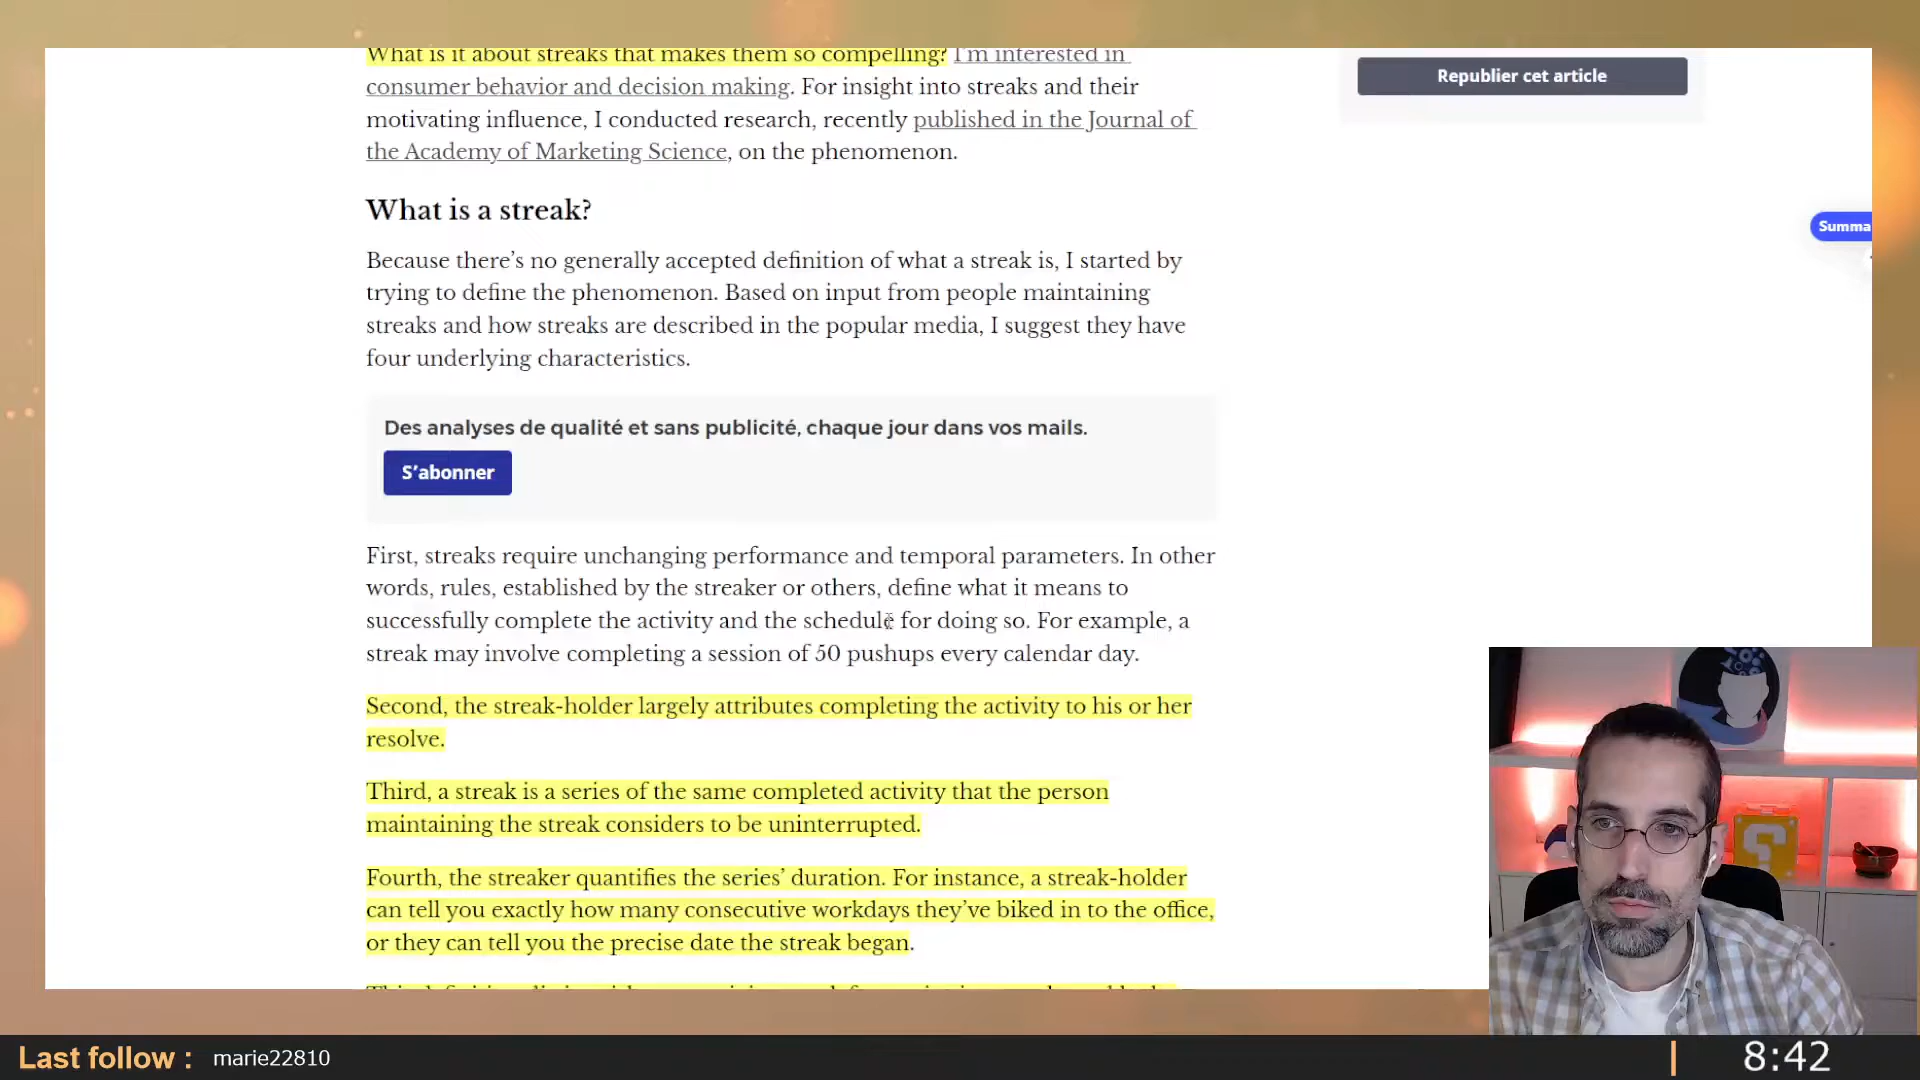 What is it about streaks that makes them so compelling? I'm interested in
consumer behavior and decision making. For insight into streaks and their
motivating influence, I conducted research, recently published in the Journal of
the Academy of Marketing Science, on the phenomenon.
Republier cet article
Summa
What is a streak?
Because there's no generally accepted definition of what a streak is, I started by
trying to define the phenomenon. Based on input from people maintaining
streaks and how streaks are described in the popular media, I suggest they have
four underlying characteristics.
Des analyses de qualité et sans publicité, chaque jour dans vos mails.
S'abonner
First, streaks require unchanging performance and temporal parameters. In other
words, rules, established by the streaker or others, define what it means to
successfully complete the activity and the schedule for doing so. For example, a
streak may involve completing a session of 50 pushups every calendar day.
Second, the streak-holder largely attributes completing the activity to his or her
resolve.
Third, a streak is a series of the same completed activity that the person
maintaining the streak considers to be uninterrupted.
Fourth, the streaker quantifies the series' duration. For instance, a streak-holder
can tell you exactly how many consecutive workdays they've biked in to the office,
or they can tell you the precise date the streak began.
Last follow : marie22810
8:42